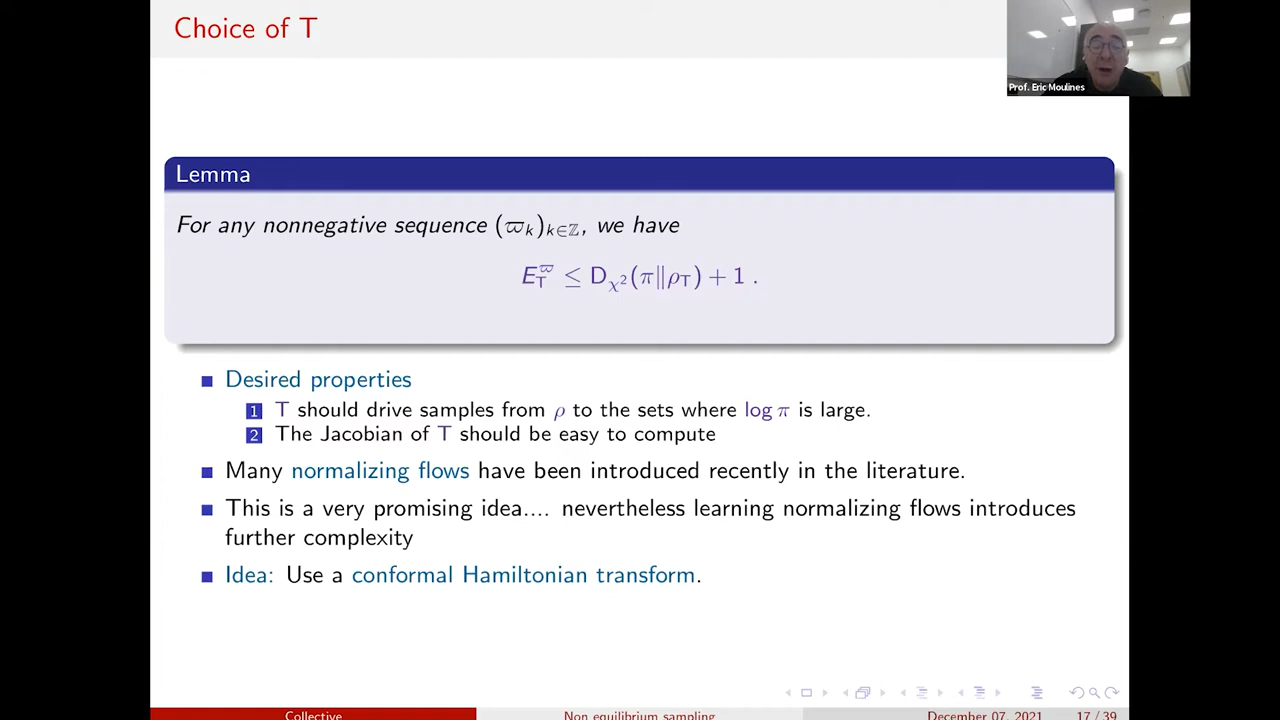 Choice of T
Prof. Eric Moulines
Lemma
For any nonnegative sequence (ϖₖ)ₖ∈ℤ, we have
E_T^ϖ ≤ D_χ²(π∥ρ_T) + 1 .
Desired properties
1 T should drive samples from ρ to the sets where log π is large.
2 The Jacobian of T should be easy to compute
Many normalizing flows have been introduced recently in the literature.
This is a very promising idea.... nevertheless learning normalizing flows introduces
further complexity
Idea: Use a conformal Hamiltonian transform.
Collective Non equilibrium sampling December 07, 2021 17 / 39